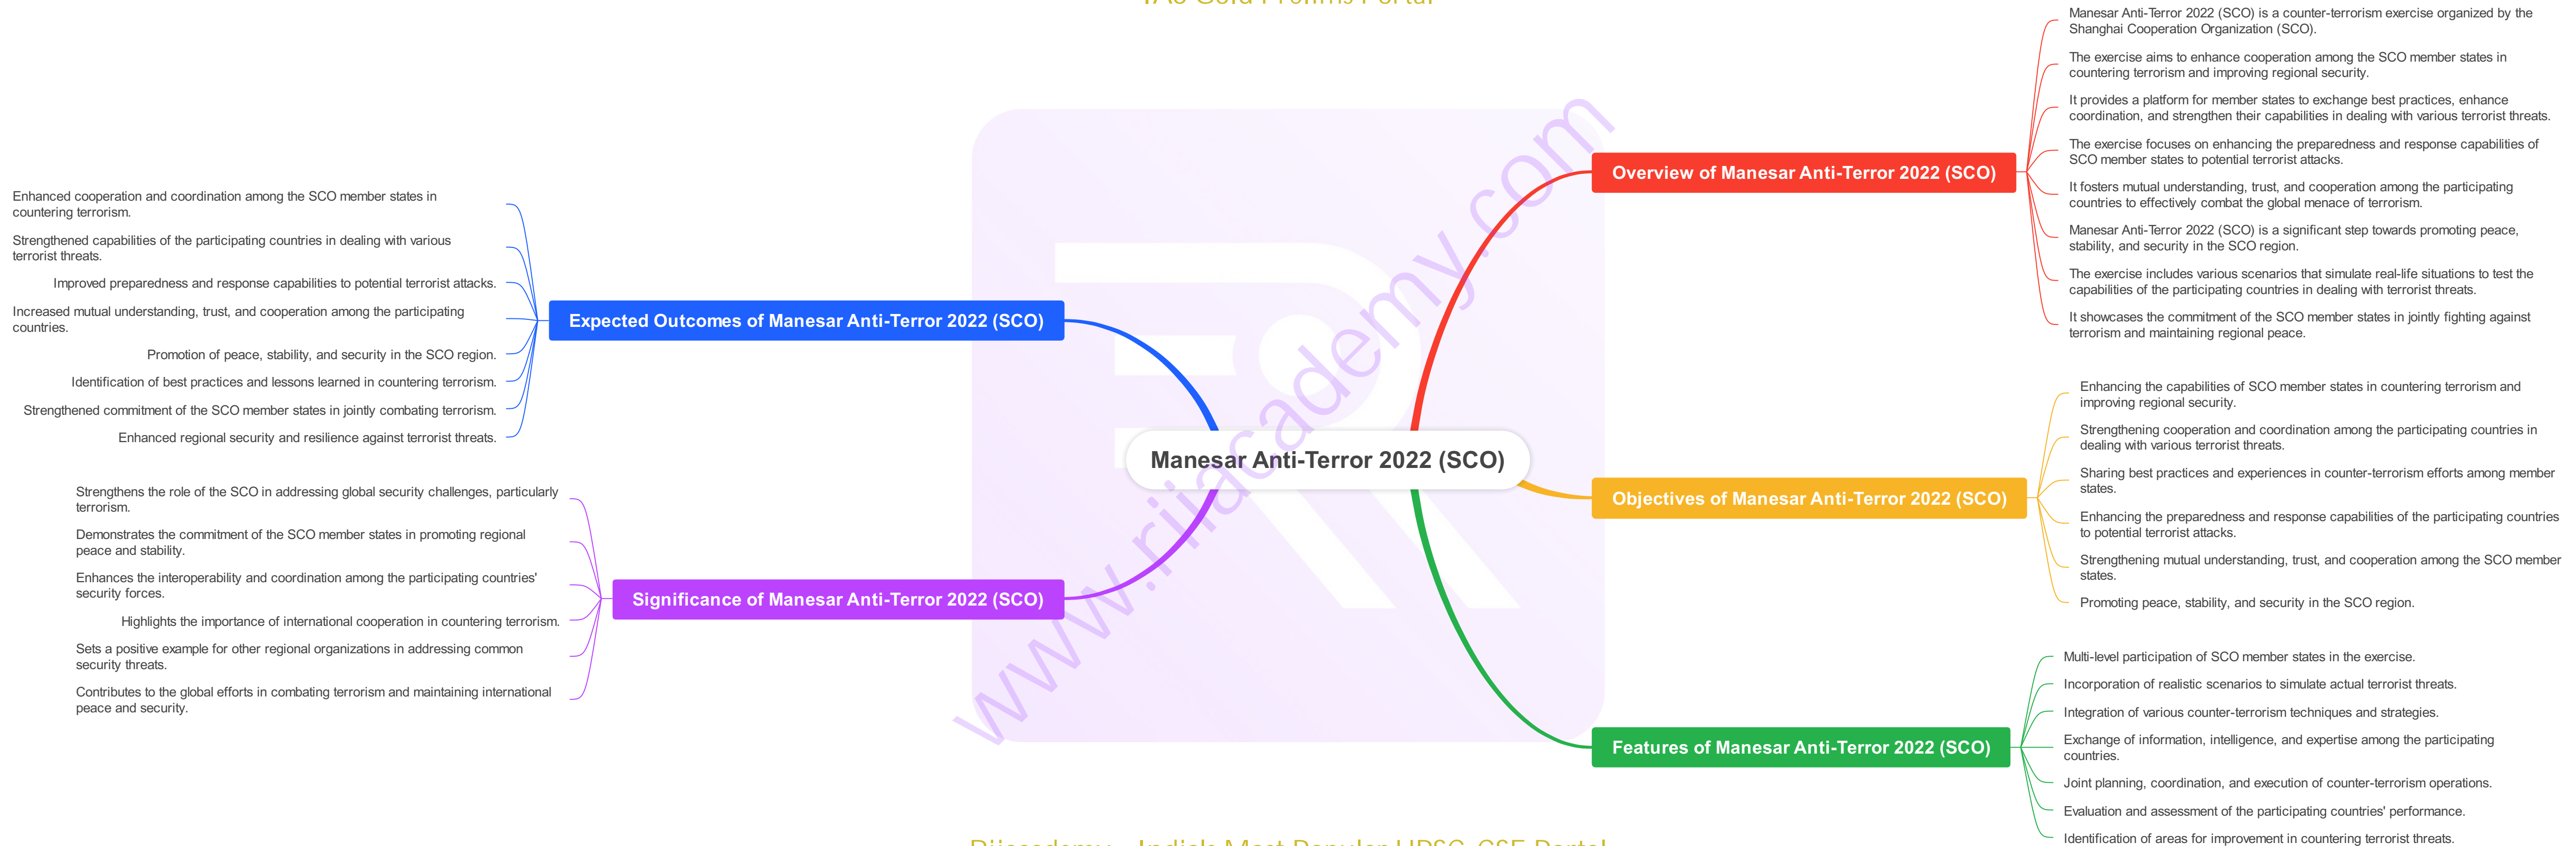 Manesar Anti-Terror 2022 (SCO)
Overview of Manesar Anti-Terror 2022 (SCO)
Manesar Anti-Terror 2022 (SCO) is a counter-terrorism exercise organized by the
Shanghai Cooperation Organization (SCO).
The exercise aims to enhance cooperation among the SCO member states in
countering terrorism and improving regional security.
It provides a platform for member states to exchange best practices, enhance
coordination, and strengthen their capabilities in dealing with various terrorist threats.
The exercise focuses on enhancing the preparedness and response capabilities of
SCO member states to potential terrorist attacks.
It fosters mutual understanding, trust, and cooperation among the participating
countries to effectively combat the global menace of terrorism.
Manesar Anti-Terror 2022 (SCO) is a significant step towards promoting peace,
stability, and security in the SCO region.
The exercise includes various scenarios that simulate real-life situations to test the
capabilities of the participating countries in dealing with terrorist threats.
It showcases the commitment of the SCO member states in jointly fighting against
terrorism and maintaining regional peace.
Objectives of Manesar Anti-Terror 2022 (SCO)
Enhancing the capabilities of SCO member states in countering terrorism and
improving regional security.
Strengthening cooperation and coordination among the participating countries in
dealing with various terrorist threats.
Sharing best practices and experiences in counter-terrorism efforts among member
states.
Enhancing the preparedness and response capabilities of the participating countries
to potential terrorist attacks.
Strengthening mutual understanding, trust, and cooperation among the SCO member
states.
Promoting peace, stability, and security in the SCO region.
Features of Manesar Anti-Terror 2022 (SCO)
Multi-level participation of SCO member states in the exercise.
Incorporation of realistic scenarios to simulate actual terrorist threats.
Integration of various counter-terrorism techniques and strategies.
Exchange of information, intelligence, and expertise among the participating
countries.
Joint planning, coordination, and execution of counter-terrorism operations.
Evaluation and assessment of the participating countries' performance.
Identification of areas for improvement in countering terrorist threats.
Expected Outcomes of Manesar Anti-Terror 2022 (SCO)
Enhanced cooperation and coordination among the SCO member states in
countering terrorism.
Strengthened capabilities of the participating countries in dealing with various
terrorist threats.
Improved preparedness and response capabilities to potential terrorist attacks.
Increased mutual understanding, trust, and cooperation among the participating
countries.
Promotion of peace, stability, and security in the SCO region.
Identification of best practices and lessons learned in countering terrorism.
Strengthened commitment of the SCO member states in jointly combating terrorism.
Enhanced regional security and resilience against terrorist threats.
Significance of Manesar Anti-Terror 2022 (SCO)
Strengthens the role of the SCO in addressing global security challenges, particularly
terrorism.
Demonstrates the commitment of the SCO member states in promoting regional
peace and stability.
Enhances the interoperability and coordination among the participating countries'
security forces.
Highlights the importance of international cooperation in countering terrorism.
Sets a positive example for other regional organizations in addressing common
security threats.
Contributes to the global efforts in combating terrorism and maintaining international
peace and security.
www.rijiacademy.com